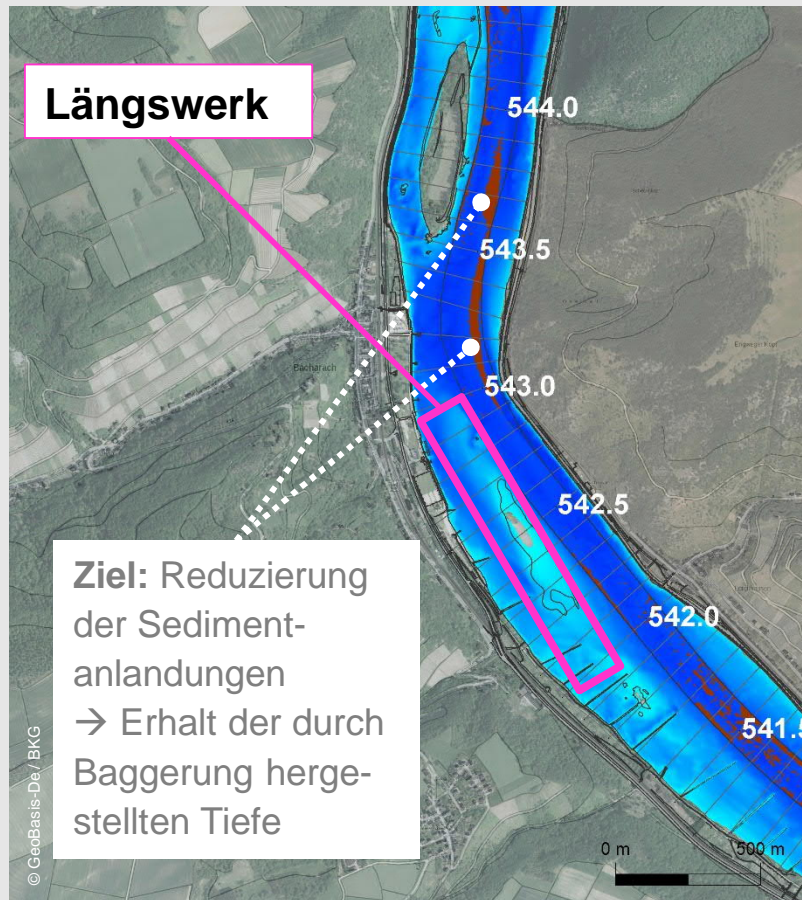 Längswerk
544.0
543.5
Bacharach
543.0
542.5
542.0
541.5
Ziel: Reduzierung
der Sediment-
anlandungen
→ Erhalt der durch
Baggerung herge-
stellten Tiefe
0 m 500 m
© GeoBasis-De / BKG